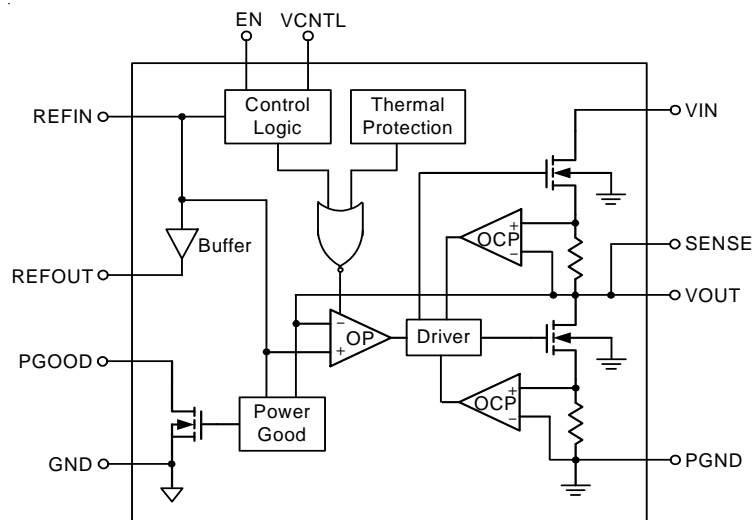 EN VCNTL
REFIN
Control
Logic
Thermal
Protection
VIN
Buffer
+
OCP
−
SENSE
REFOUT
VOUT
−
OP
+
Driver
PGOOD
Power
Good
+
OCP
−
GND
PGND